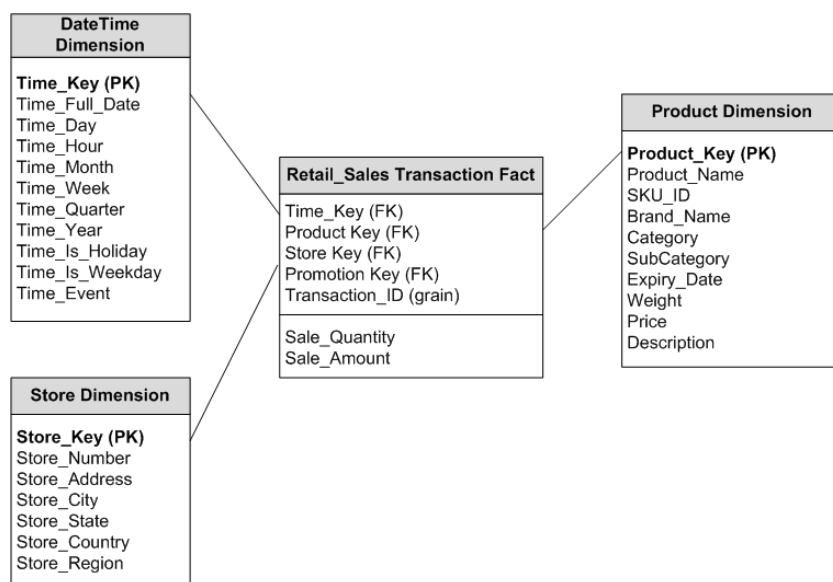 DateTime
Dimension
Time_Key (PK)
Time_Full_Date
Time_Day
Time_Hour
Time_Month
Time_Week
Time_Quarter
Time_Year
Time_Is_Holiday
Time_Is_Weekday
Time_Event
Retail_Sales Transaction Fact
Time_Key (FK)
Product Key (FK)
Store Key (FK)
Promotion Key (FK)
Transaction_ID (grain)
Sale_Quantity
Sale_Amount
Product Dimension
Product_Key (PK)
Product_Name
SKU_ID
Brand_Name
Category
SubCategory
Expiry_Date
Weight
Price
Description
Store Dimension
Store_Key (PK)
Store_Number
Store_Address
Store_City
Store_State
Store_Country
Store_Region